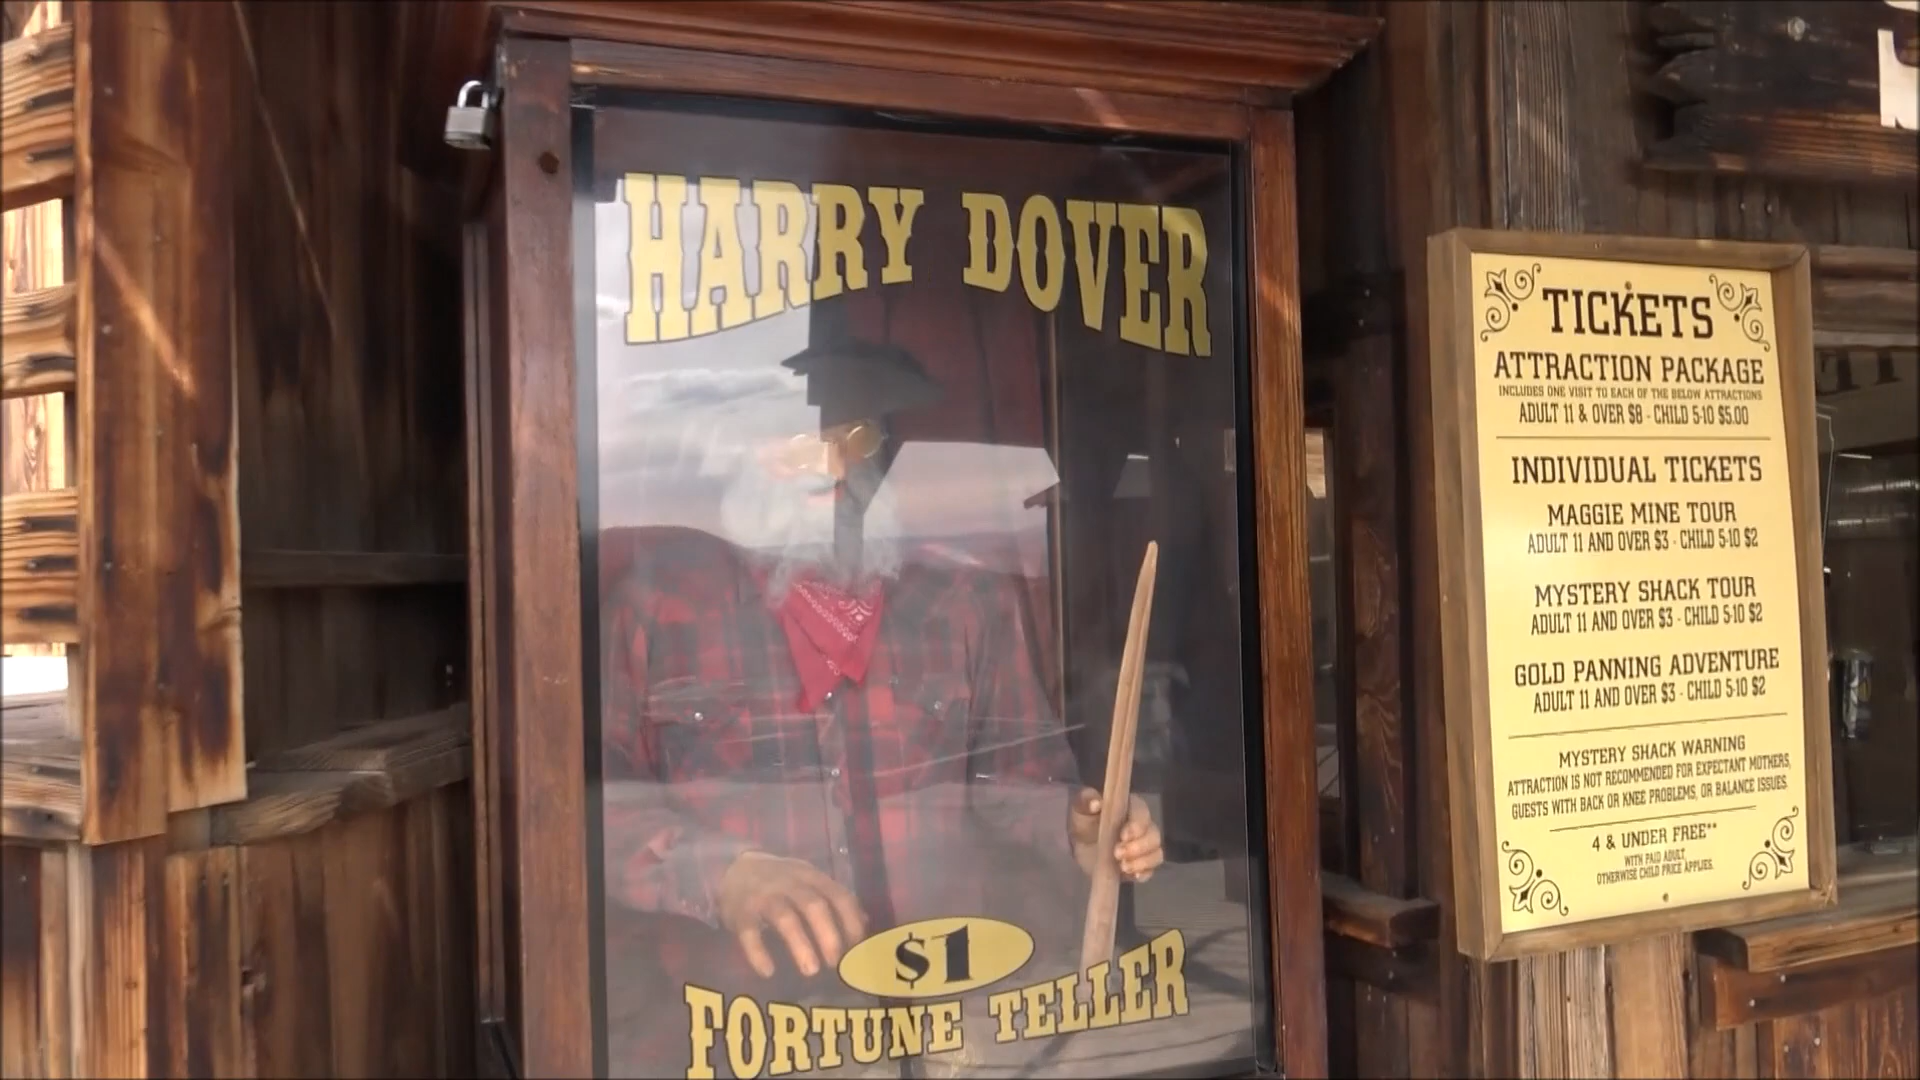 HARRY DOVER
$1
FORTUNE TELLER
TICKETS
ATTRACTION PACKAGE
INCLUDES ONE VISIT TO EACH OF THE BELOW ATTRACTIONS
ADULT 11 & OVER $8 - CHILD 5-10 $5.00
INDIVIDUAL TICKETS
MAGGIE MINE TOUR
ADULT 11 AND OVER $3 - CHILD 5-10 $2
MYSTERY SHACK TOUR
ADULT 11 AND OVER $3 - CHILD 5-10 $2
GOLD PANNING ADVENTURE
ADULT 11 AND OVER $3 - CHILD 5-10 $2
MYSTERY SHACK WARNING
ATTRACTION IS NOT RECOMMENDED FOR EXPECTANT MOTHERS,
GUESTS WITH BACK OR KNEE PROBLEMS, OR BALANCE ISSUES.
4 & UNDER FREE**
WITH PAID ADULT,
OTHERWISE CHILD PRICE APPLIES.